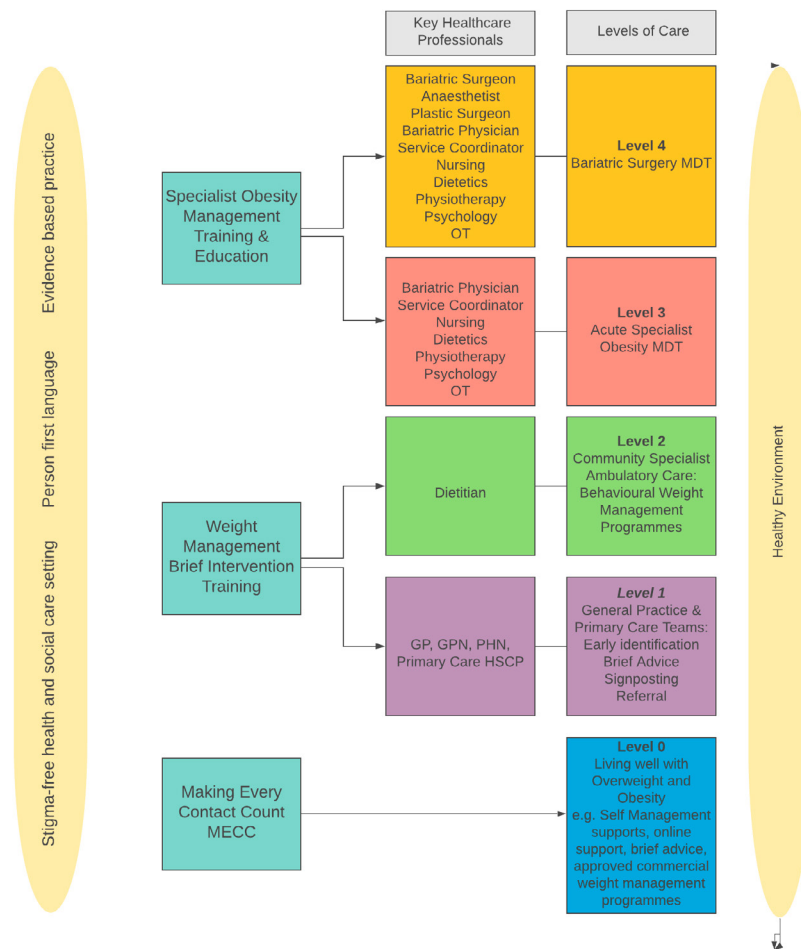 Key Healthcare
Professionals
Levels of Care
Evidence based practice
Person first language
Stigma-free health and social care setting
Specialist Obesity
Management
Training &
Education
Bariatric Surgeon
Anaesthetist
Plastic Surgeon
Bariatric Physician
Service Coordinator
Nursing
Dietetics
Physiotherapy
Psychology
OT
Level 4
Bariatric Surgery MDT
Bariatric Physician
Service Coordinator
Nursing
Dietetics
Physiotherapy
Psychology
OT
Level 3
Acute Specialist
Obesity MDT
Weight
Management
Brief Intervention
Training
Dietitian
Level 2
Community Specialist
Ambulatory Care:
Behavioural Weight
Management
Programmes
GP, GPN, PHN,
Primary Care HSCP
Level 1
General Practice &
Primary Care Teams:
Early identification
Brief Advice
Signposting
Referral
Making Every
Contact Count
MECC
Level 0
Living well with
Overweight and
Obesity
e.g. Self Management
supports, online
support, brief advice,
approved commercial
weight management
programmes
Healthy Environment